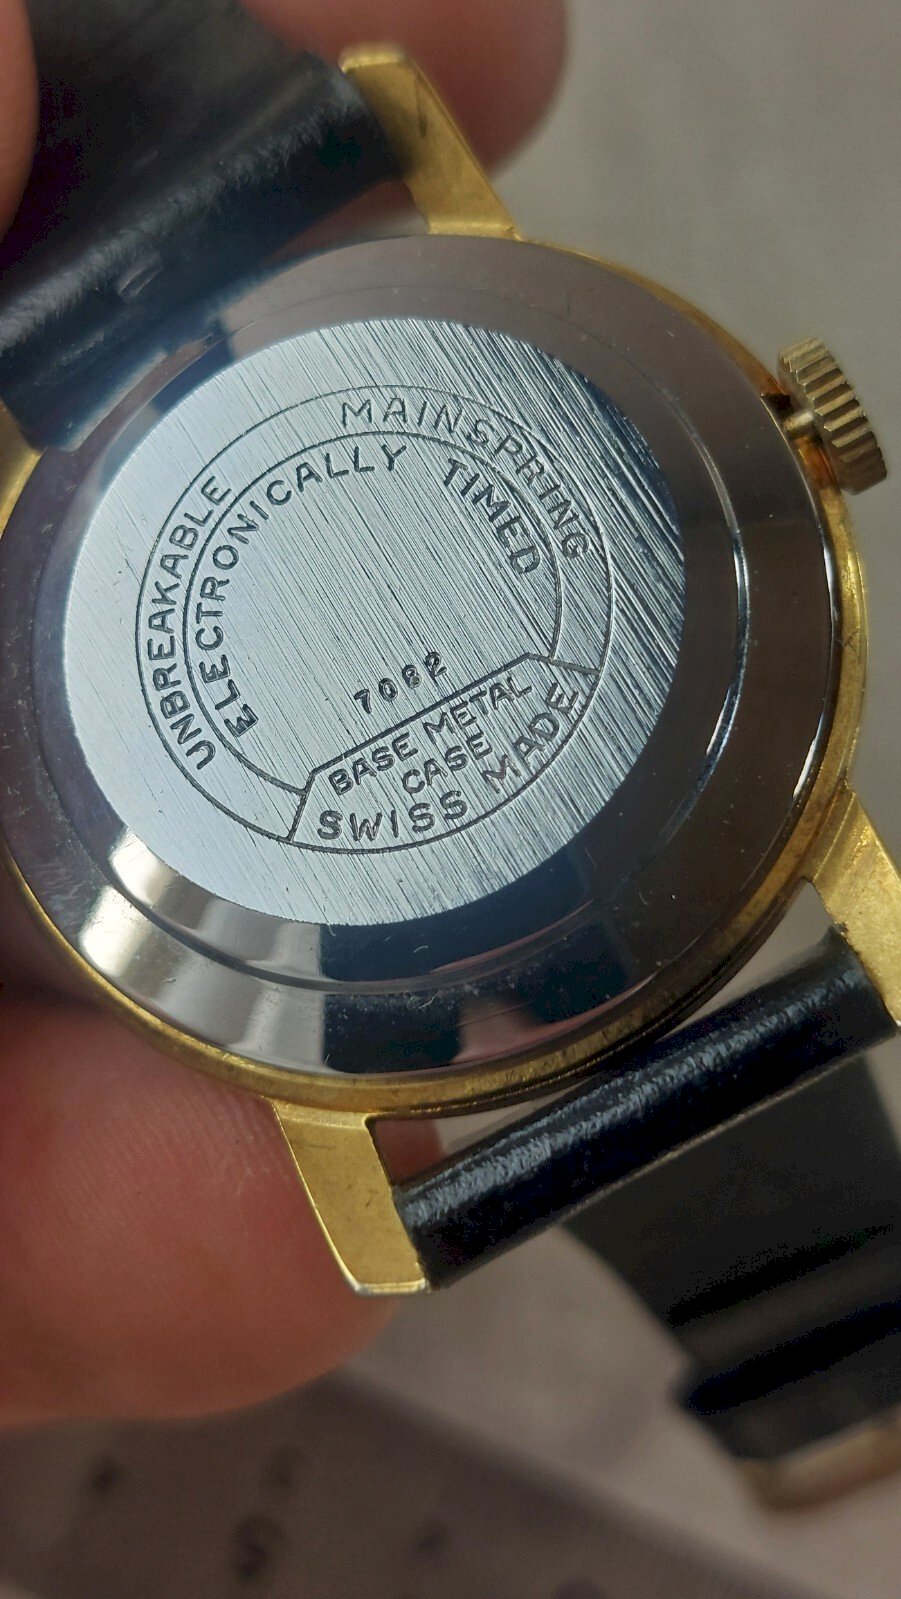 UNBREAKABLE MAINSPRING
ELECTRONICALLY TIMED
7082
BASE METAL
CASE
SWISS MADE